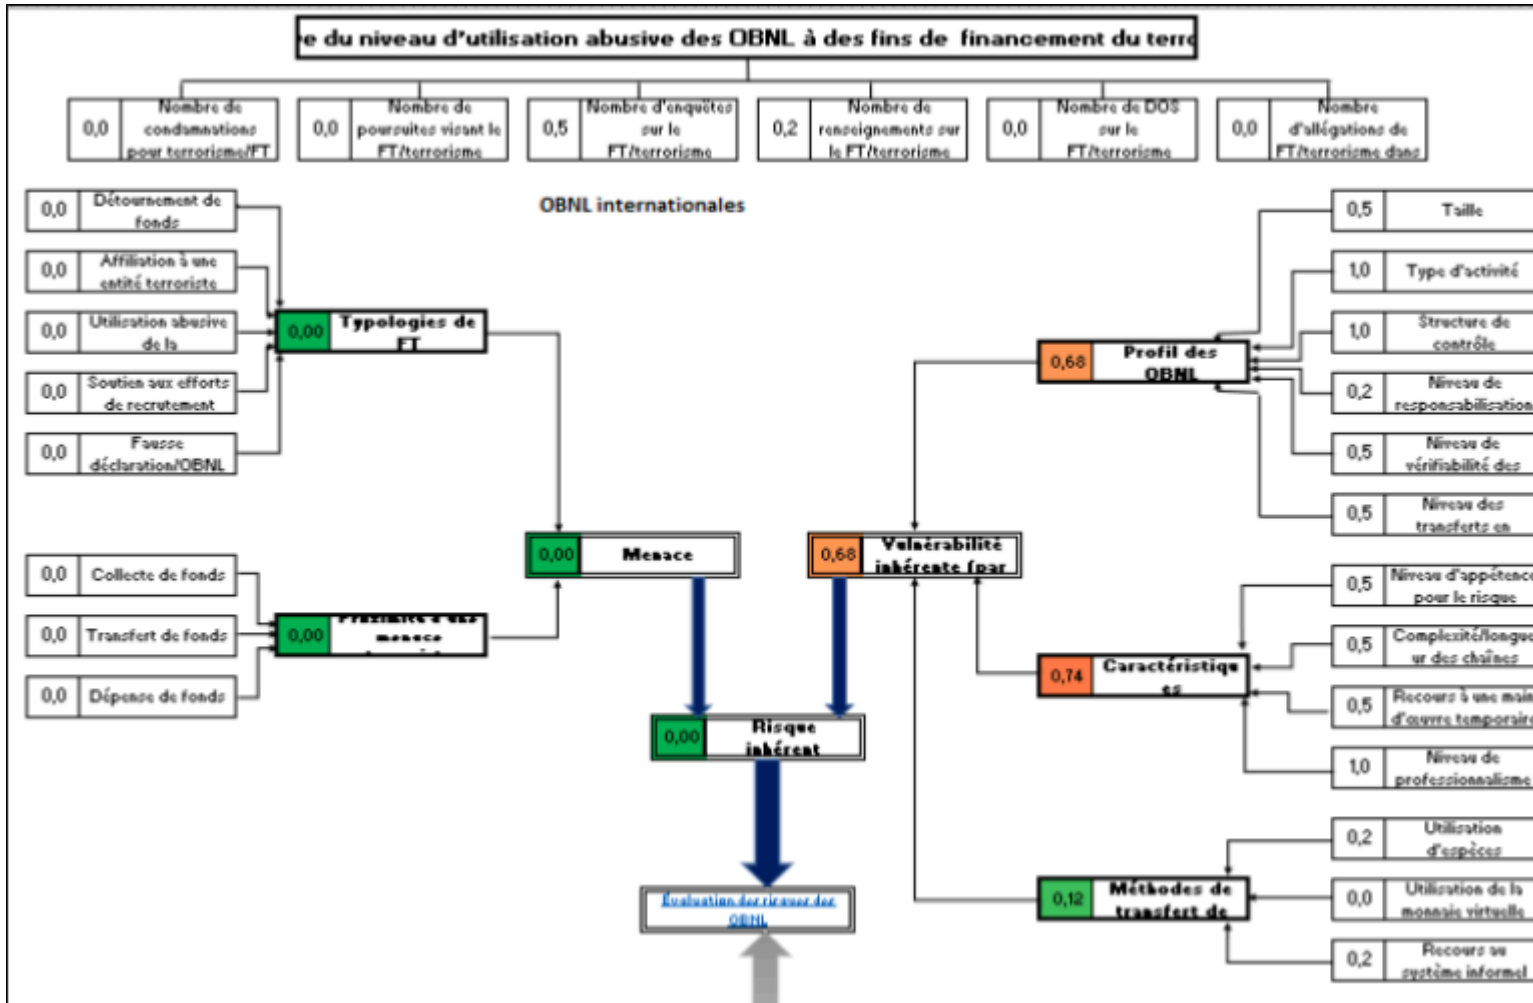 e du niveau d'utilisation abusive des OBNL à des fins de financement du terro
0,0
Nombre de
condamnations
pour terrorisme/FT
0,0
Nombre de
poursuites visant le
FT/terrorisme
0,5
Nombre d'enquêtes
sur le
FT/terrorisme
0,2
Nombre de
renseignements sur
le FT/terrorisme
0,0
Nombre de DOS
sur le
FT/terrorisme
0,0
Nombre
d'allégations de
FT/terrorisme dans
OBNL internationales
0,0
Détournement de
fonds
0,0
Affiliation à une
entité terroriste
0,0
Utilisation abusive
de la
0,0
Soutien aux efforts
de recrutement
0,0
Fausse
déclaration/OBNL
0,00
Typologies de
FT
0,0
Collecte de fonds
0,0
Transfert de fonds
0,0
Dépense de fonds
0,00
Proximité à une
menace
0,00
Menace
0,68
Vulnérabilité
inhérente (par
0,00
Risque
inhérent
Évaluation des risques des
OBNL
0,68
Profil des
OBNL
0,5
Taille
1,0
Type d'activité
1,0
Structure de
contrôle
0,2
Niveau de
responsabilisation
0,5
Niveau de
vérifiabilité des
0,5
Niveau des
transferts en
0,74
Caractéristiqu
es
0,5
Niveau d'appétence
pour le risque
0,5
Complexité/longue
ur des chaînes
0,5
Recours à une main
d'œuvre temporaire
1,0
Niveau de
professionnalisme
0,12
Méthodes de
transfert de
0,2
Utilisation
d'espèces
0,0
Utilisation de la
monnaie virtuelle
0,2
Recours au
système informel